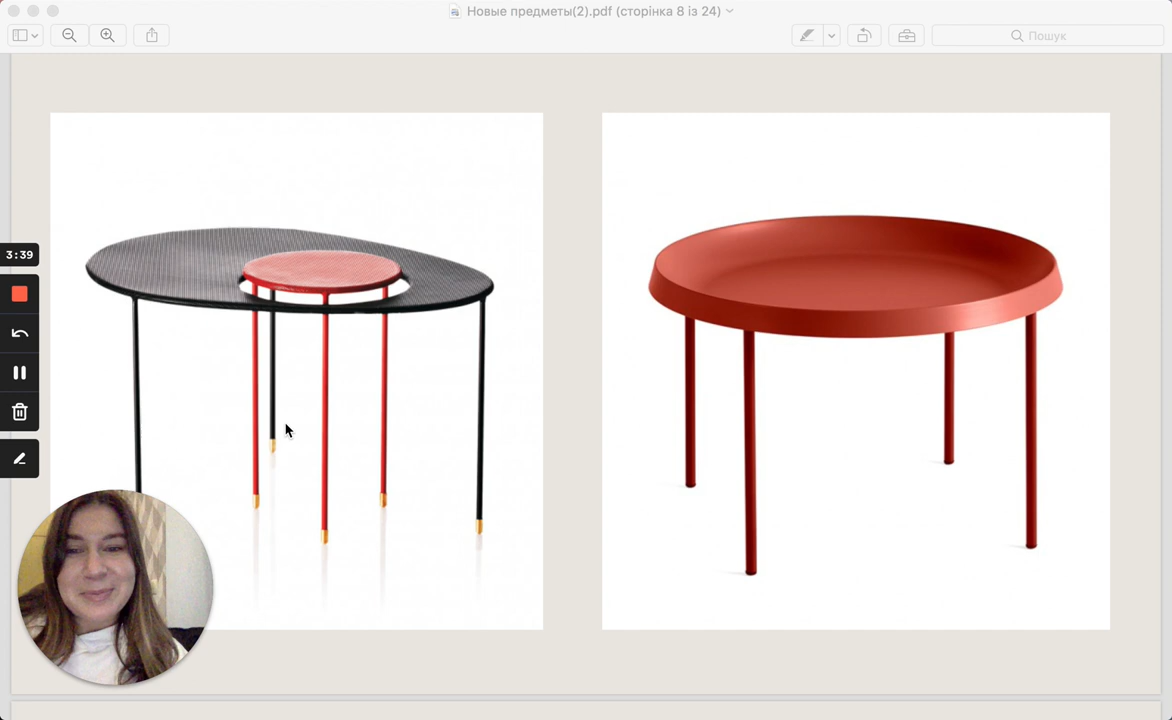 Новые предметы(2).pdf (сторінка 8 із 24)
Пошук
3:39